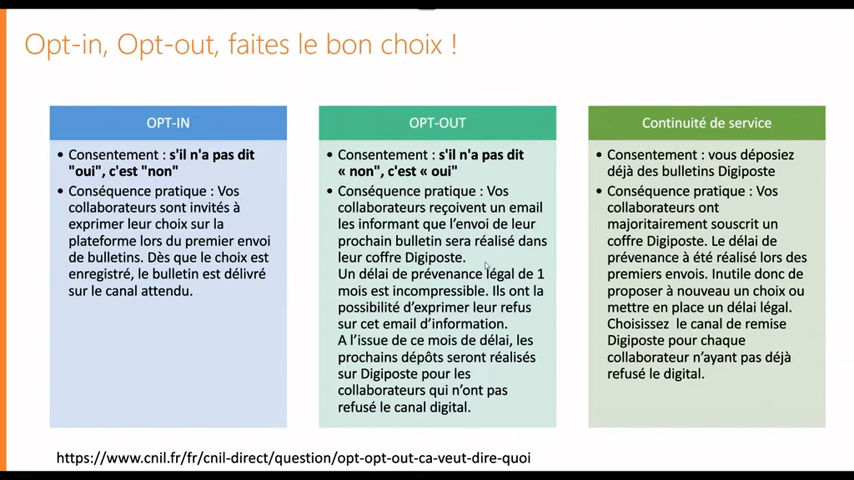 Opt-in, Opt-out, faites le bon choix !
OPT-IN
• Consentement : s'il n'a pas dit
"oui", c'est "non"
• Conséquence pratique : Vos
collaborateurs sont invités à
exprimer leur choix sur la
plateforme lors du premier envoi
de bulletins. Dès que le choix est
enregistré, le bulletin est délivré
sur le canal attendu.
OPT-OUT
• Consentement : s'il n'a pas dit
« non", c'est « oui"
• Conséquence pratique : Vos
collaborateurs reçoivent un email
les informant que l'envoi de leur
prochain bulletin sera réalisé dans
leur coffre Digiposte.
Un délai de prévenance légal de 1
mois est incompressible. Ils ont la
possibilité d'exprimer leur refus
sur cet email d'information.
A l'issue de ce mois de délai, les
prochains dépôts seront réalisés
sur Digiposte pour les
collaborateurs qui n'ont pas
refusé le canal digital.
Continuité de service
• Consentement : vous déposiez
déjà des bulletins Digiposte
• Conséquence pratique : Vos
collaborateurs ont
majoritairement souscrit un
coffre Digiposte. Le délai de
prévenance à été réalisé lors des
premiers envois. Inutile donc de
proposer à nouveau un choix ou
mettre en place un délai légal.
Choisissez le canal de remise
Digiposte pour chaque
collaborateur n'ayant pas déjà
refusé le digital.
https://www.cnil.fr/fr/cnil-direct/question/opt-opt-out-ca-veut-dire-quoi